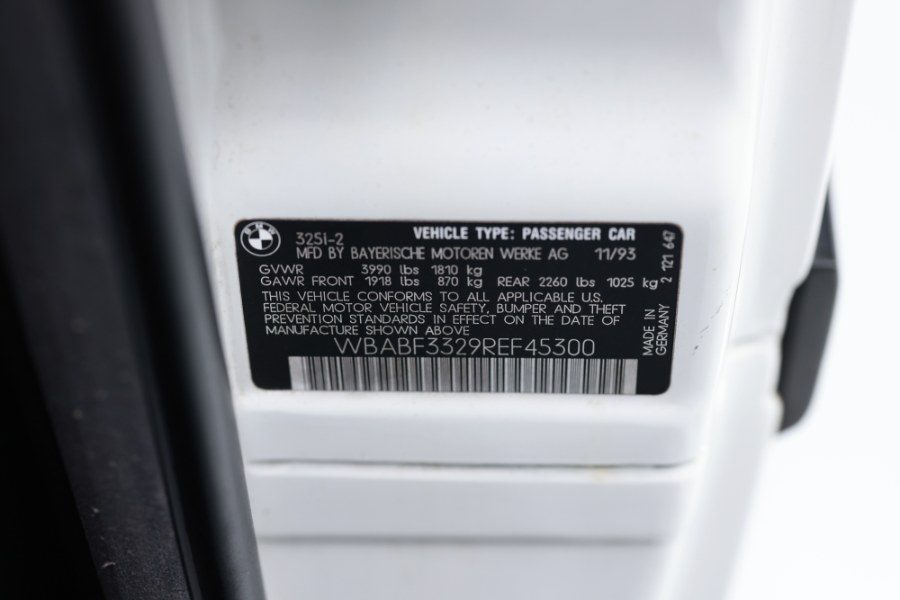 BMW
325i-2 VEHICLE TYPE: PASSENGER CAR
MFD BY BAYERISCHE MOTOREN WERKE AG 11/93
GVWR 3990 lbs 1810 kg
GAWR FRONT 1918 lbs 870 kg REAR 2260 lbs 1025 kg
THIS VEHICLE CONFORMS TO ALL APPLICABLE U.S.
FEDERAL MOTOR VEHICLE SAFETY, BUMPER AND THEFT
PREVENTION STANDARDS IN EFFECT ON THE DATE OF
MANUFACTURE SHOWN ABOVE
WBABF3329REF45300
MADE IN
GERMANY
2 121 647